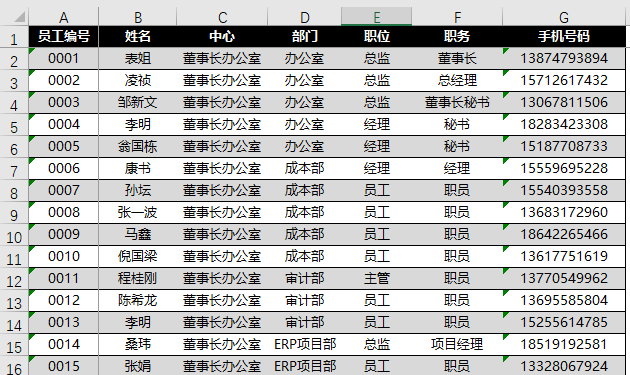 A B C D E F G
1 员工编号 姓名 中心 部门 职位 职务 手机号码
2 0001 表姐 董事长办公室 办公室 总监 董事长 13874793894
3 0002 凌祯 董事长办公室 办公室 总监 总经理 15712617432
4 0003 邹新文 董事长办公室 办公室 总监 董事长秘书 13067811506
5 0004 李明 董事长办公室 办公室 经理 秘书 18283423308
6 0005 翁国栋 董事长办公室 办公室 经理 秘书 15187708733
7 0006 康书 董事长办公室 成本部 经理 经理 15559695228
8 0007 孙坛 董事长办公室 成本部 员工 职员 15540393558
9 0008 张一波 董事长办公室 成本部 员工 职员 13683172960
10 0009 马鑫 董事长办公室 成本部 员工 职员 18642265466
11 0010 倪国梁 董事长办公室 成本部 员工 职员 13617751619
12 0011 程桂刚 董事长办公室 审计部 主管 职员 13770549962
13 0012 陈希龙 董事长办公室 审计部 员工 职员 13695585804
14 0013 李明 董事长办公室 审计部 员工 职员 15255614785
15 0014 桑玮 董事长办公室 ERP项目部 总监 项目经理 18519192581
16 0015 张娟 董事长办公室 ERP项目部 员工 职员 13328067924